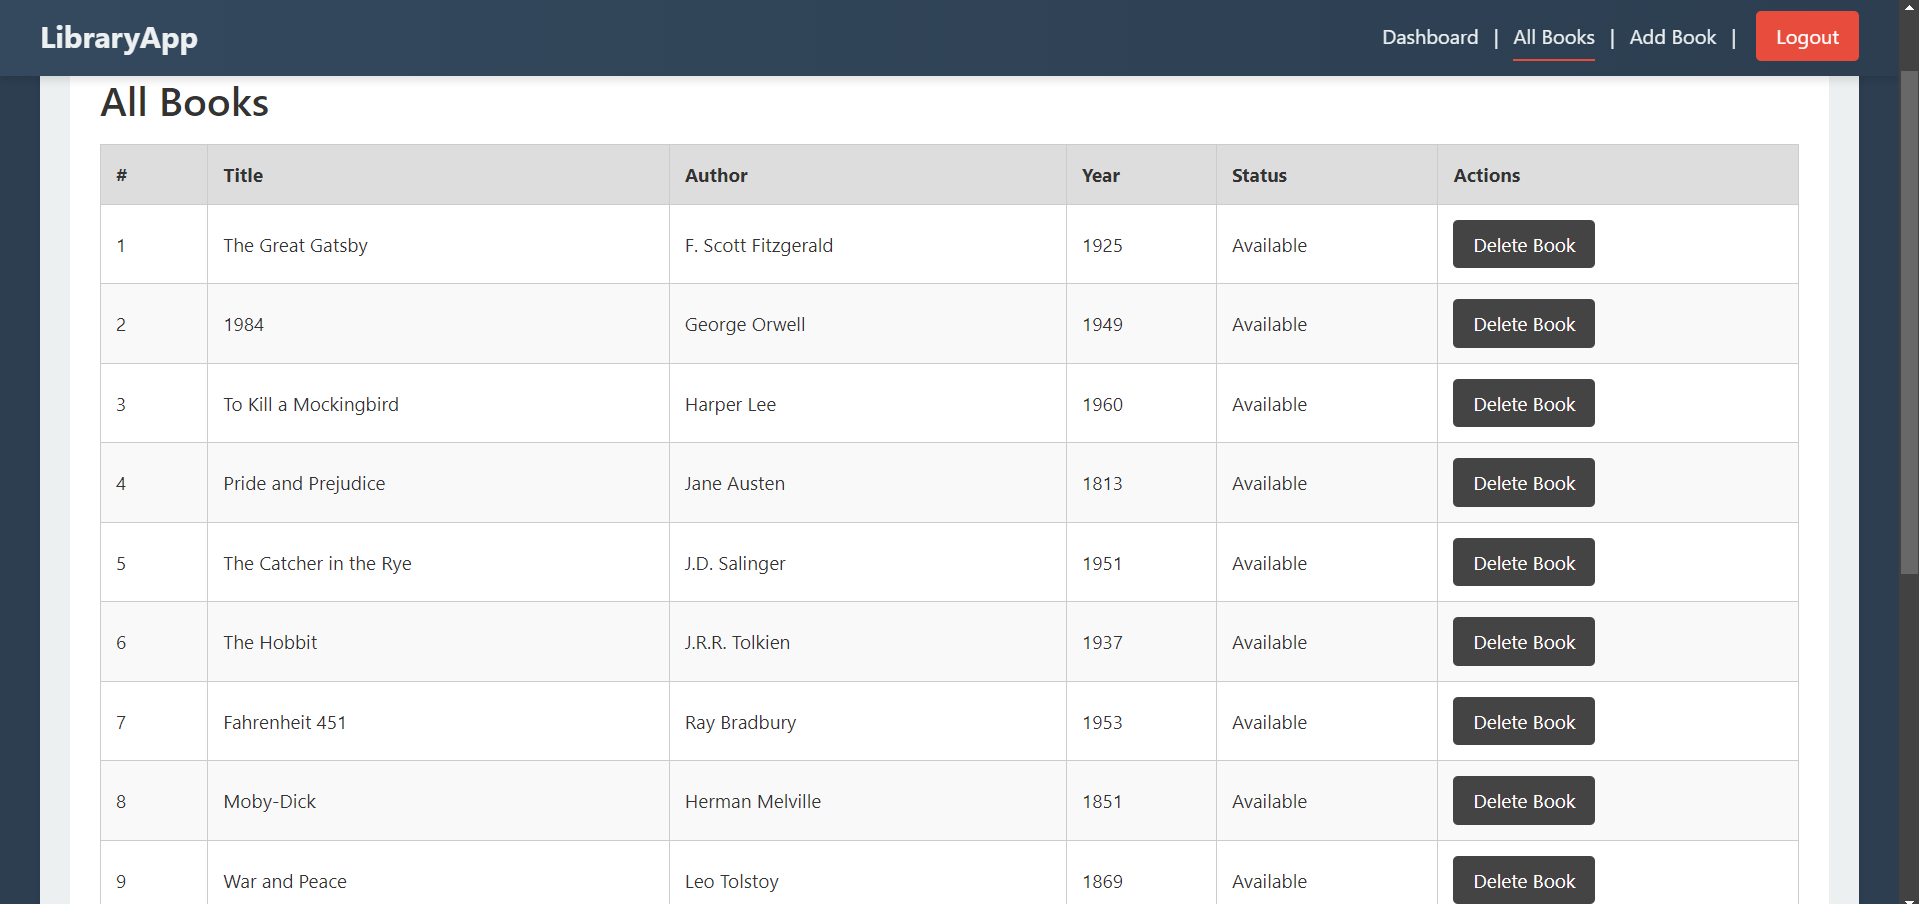 LibraryApp
Dashboard | All Books | Add Book | Logout
All Books
# Title Author Year Status Actions
1 The Great Gatsby F. Scott Fitzgerald 1925 Available Delete Book
2 1984 George Orwell 1949 Available Delete Book
3 To Kill a Mockingbird Harper Lee 1960 Available Delete Book
4 Pride and Prejudice Jane Austen 1813 Available Delete Book
5 The Catcher in the Rye J.D. Salinger 1951 Available Delete Book
6 The Hobbit J.R.R. Tolkien 1937 Available Delete Book
7 Fahrenheit 451 Ray Bradbury 1953 Available Delete Book
8 Moby-Dick Herman Melville 1851 Available Delete Book
9 War and Peace Leo Tolstoy 1869 Available Delete Book